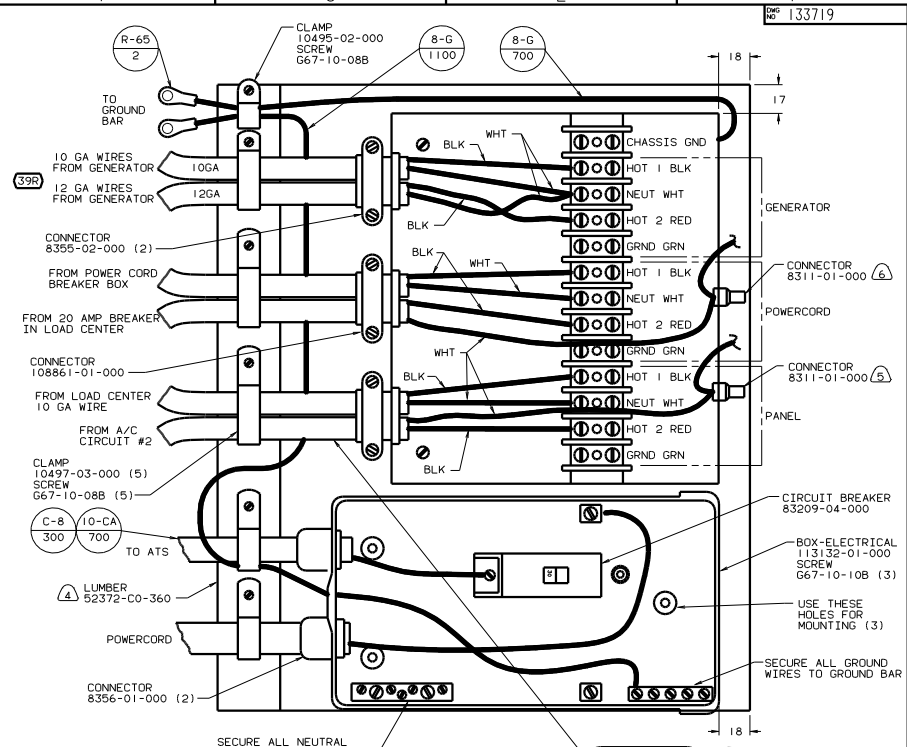 DWG NO 133719
R-65
2
CLAMP
10495-02-000
SCREW
G67-10-08B
8-G
1100
8-G
700
18
17
TO
GROUND
BAR
CHASSIS GND
10 GA WIRES
FROM GENERATOR
10GA
BLK
WHT
HOT 1 BLK
39R
12 GA WIRES
FROM GENERATOR
12GA
NEUT WHT
GENERATOR
HOT 2 RED
BLK
GRND GRN
CONNECTOR
8355-02-000 (2)
FROM POWER CORD
BREAKER BOX
BLK
WHT
HOT 1 BLK
CONNECTOR
8311-01-000 6
NEUT WHT
POWERCORD
FROM 20 AMP BREAKER
IN LOAD CENTER
HOT 2 RED
WHT
GRND GRN
CONNECTOR
108861-01-000
BLK
HOT 1 BLK
CONNECTOR
8311-01-000 5
FROM LOAD CENTER
10 GA WIRE
NEUT WHT
PANEL
FROM A/C
CIRCUIT #2
HOT 2 RED
BLK
GRND GRN
CLAMP
10497-03-000 (5)
SCREW
G67-10-08B (5)
C-8
300
10-CA
700
TO ATS
CIRCUIT BREAKER
83209-04-000
30
BOX-ELECTRICAL
113132-01-000
SCREW
G67-10-10B (3)
4 LUMBER
52372-C0-360
USE THESE
HOLES FOR
MOUNTING (3)
POWERCORD
SECURE ALL GROUND
WIRES TO GROUND BAR
CONNECTOR
8356-01-000 (2)
18
SECURE ALL NEUTRAL